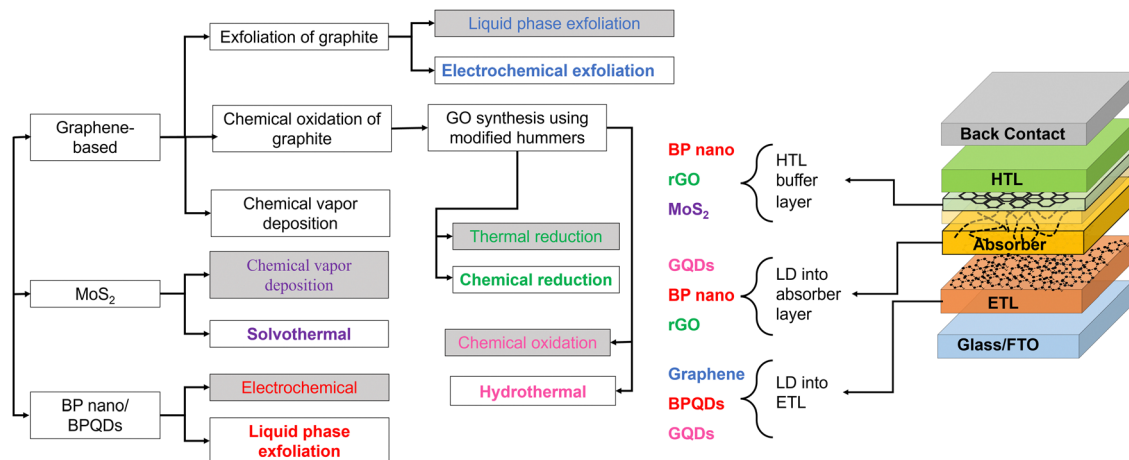 Exfoliation of graphite
Liquid phase exfoliation
Electrochemical exfoliation
Graphene-
based
Chemical oxidation of
graphite
GO synthesis using
modified hummers
Chemical vapor
deposition
Thermal reduction
Chemical reduction
MoS₂
Chemical vapor
deposition
Solvothermal
Chemical oxidation
Hydrothermal
BP nano/
BPQDs
Electrochemical
Liquid phase
exfoliation
BP nano
rGO
MoS₂
HTL
buffer
layer
GQDs
BP nano
rGO
LD into
absorber
layer
Graphene
BPQDs
GQDs
LD into
ETL
Back Contact
HTL
Absorber
ETL
Glass/FTO